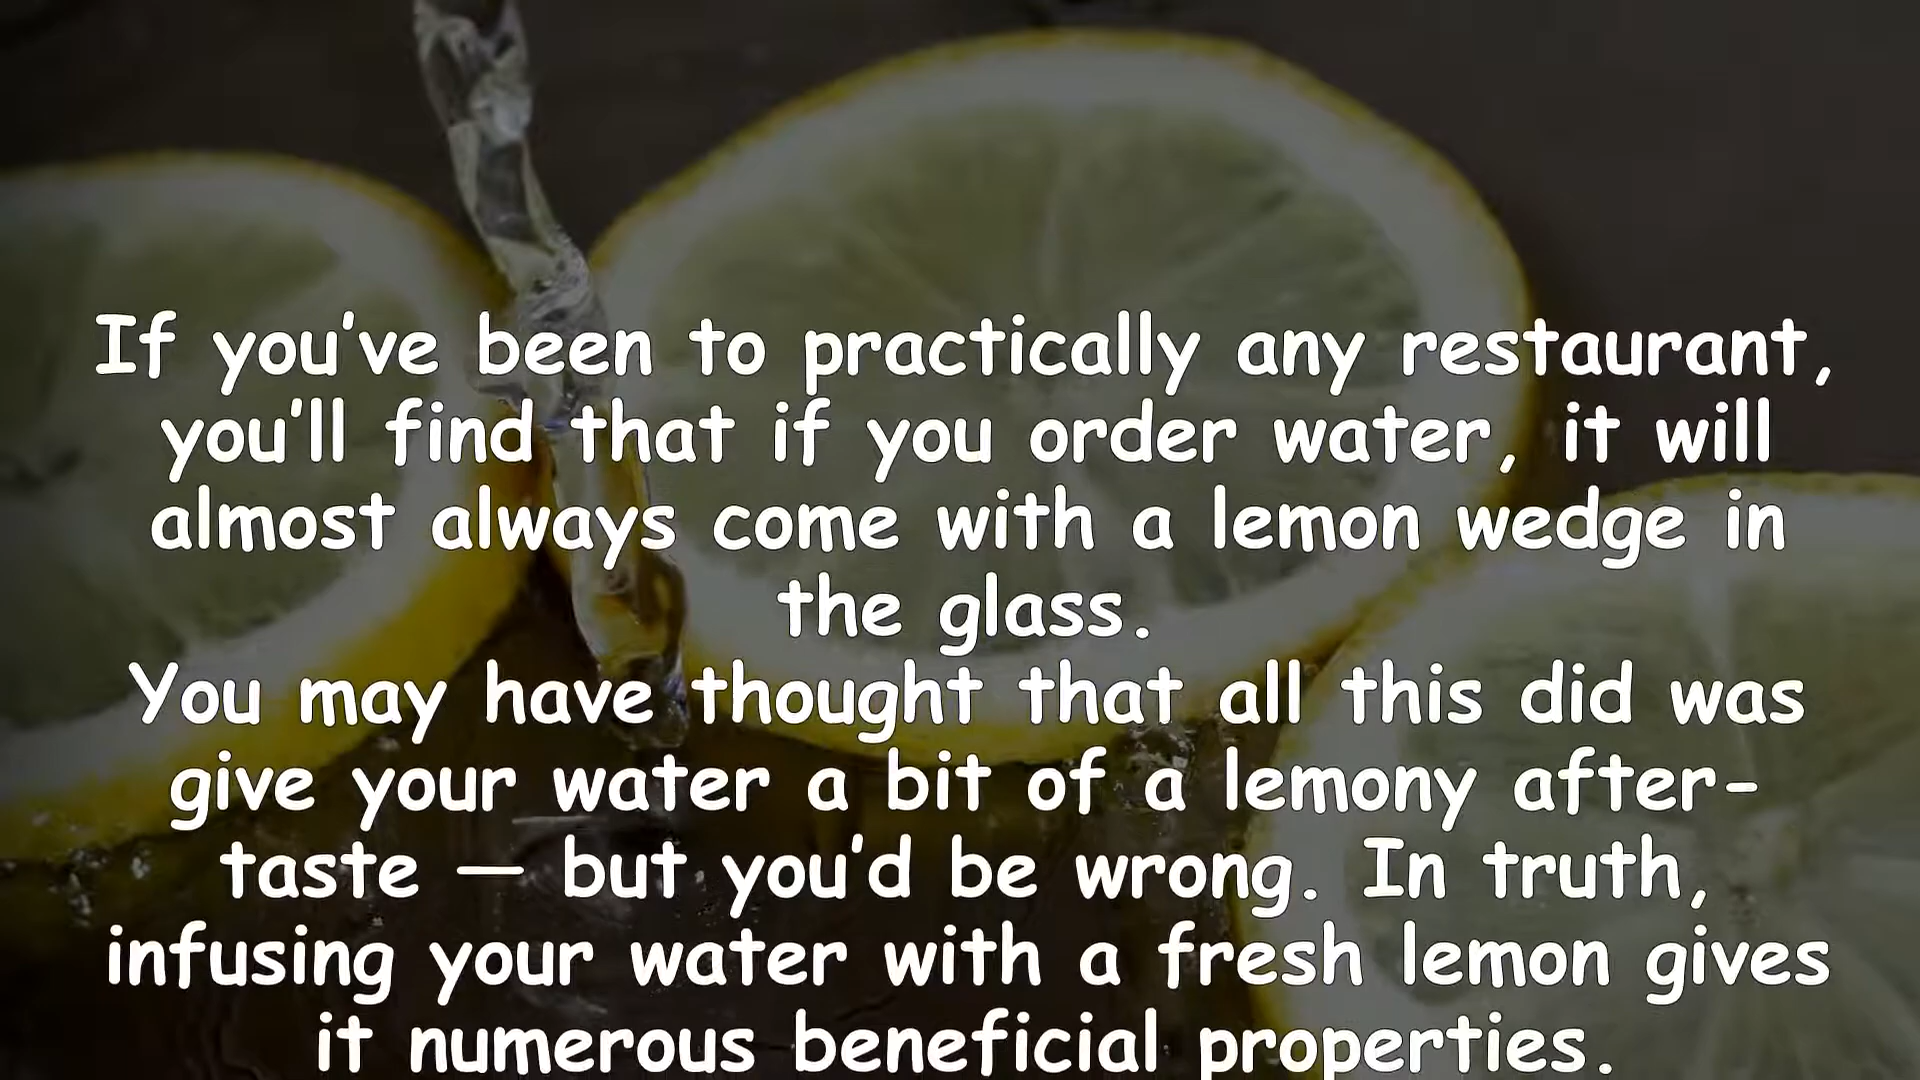 If you've been to practically any restaurant,
you'll find that if you order water, it will
almost always come with a lemon wedge in
the glass.
You may have thought that all this did was
give your water a bit of a lemony after-
taste — but you'd be wrong. In truth,
infusing your water with a fresh lemon gives
it numerous beneficial properties.